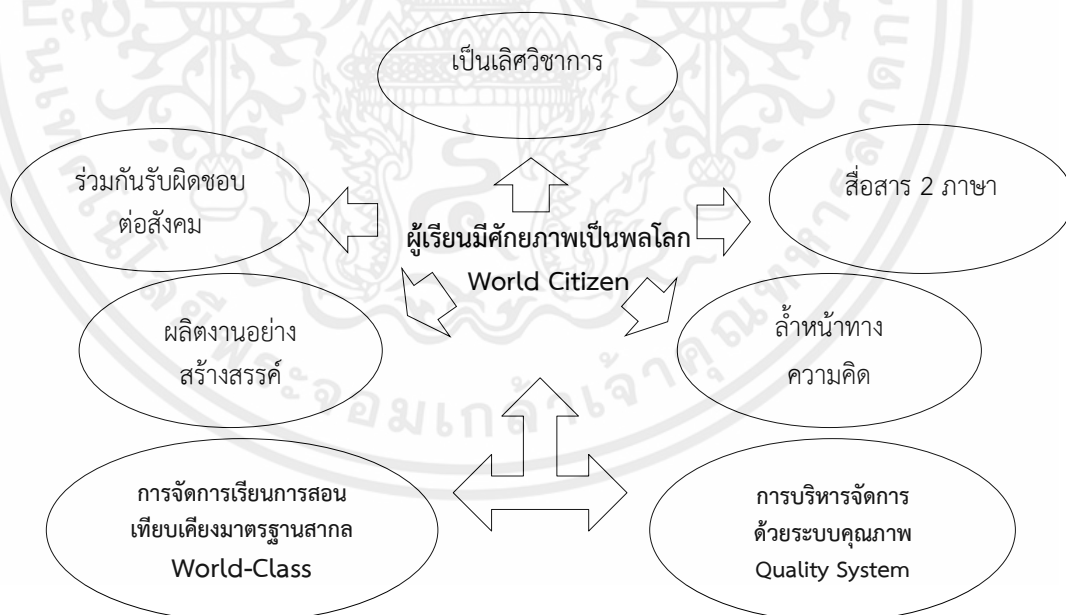 เป็นเลิศวิชาการ
ร่วมกันรับผิดชอบ
ต่อสังคม
สื่อสาร 2 ภาษา
ผู้เรียนมีศักยภาพเป็นพลโลก
World Citizen
ผลิตงานอย่าง
สร้างสรรค์
ล้ำหน้าทาง
ความคิด
การจัดการเรียนการสอน
เทียบเคียงมาตรฐานสากล
World-Class
การบริหารจัดการ
ด้วยระบบคุณภาพ
Quality System